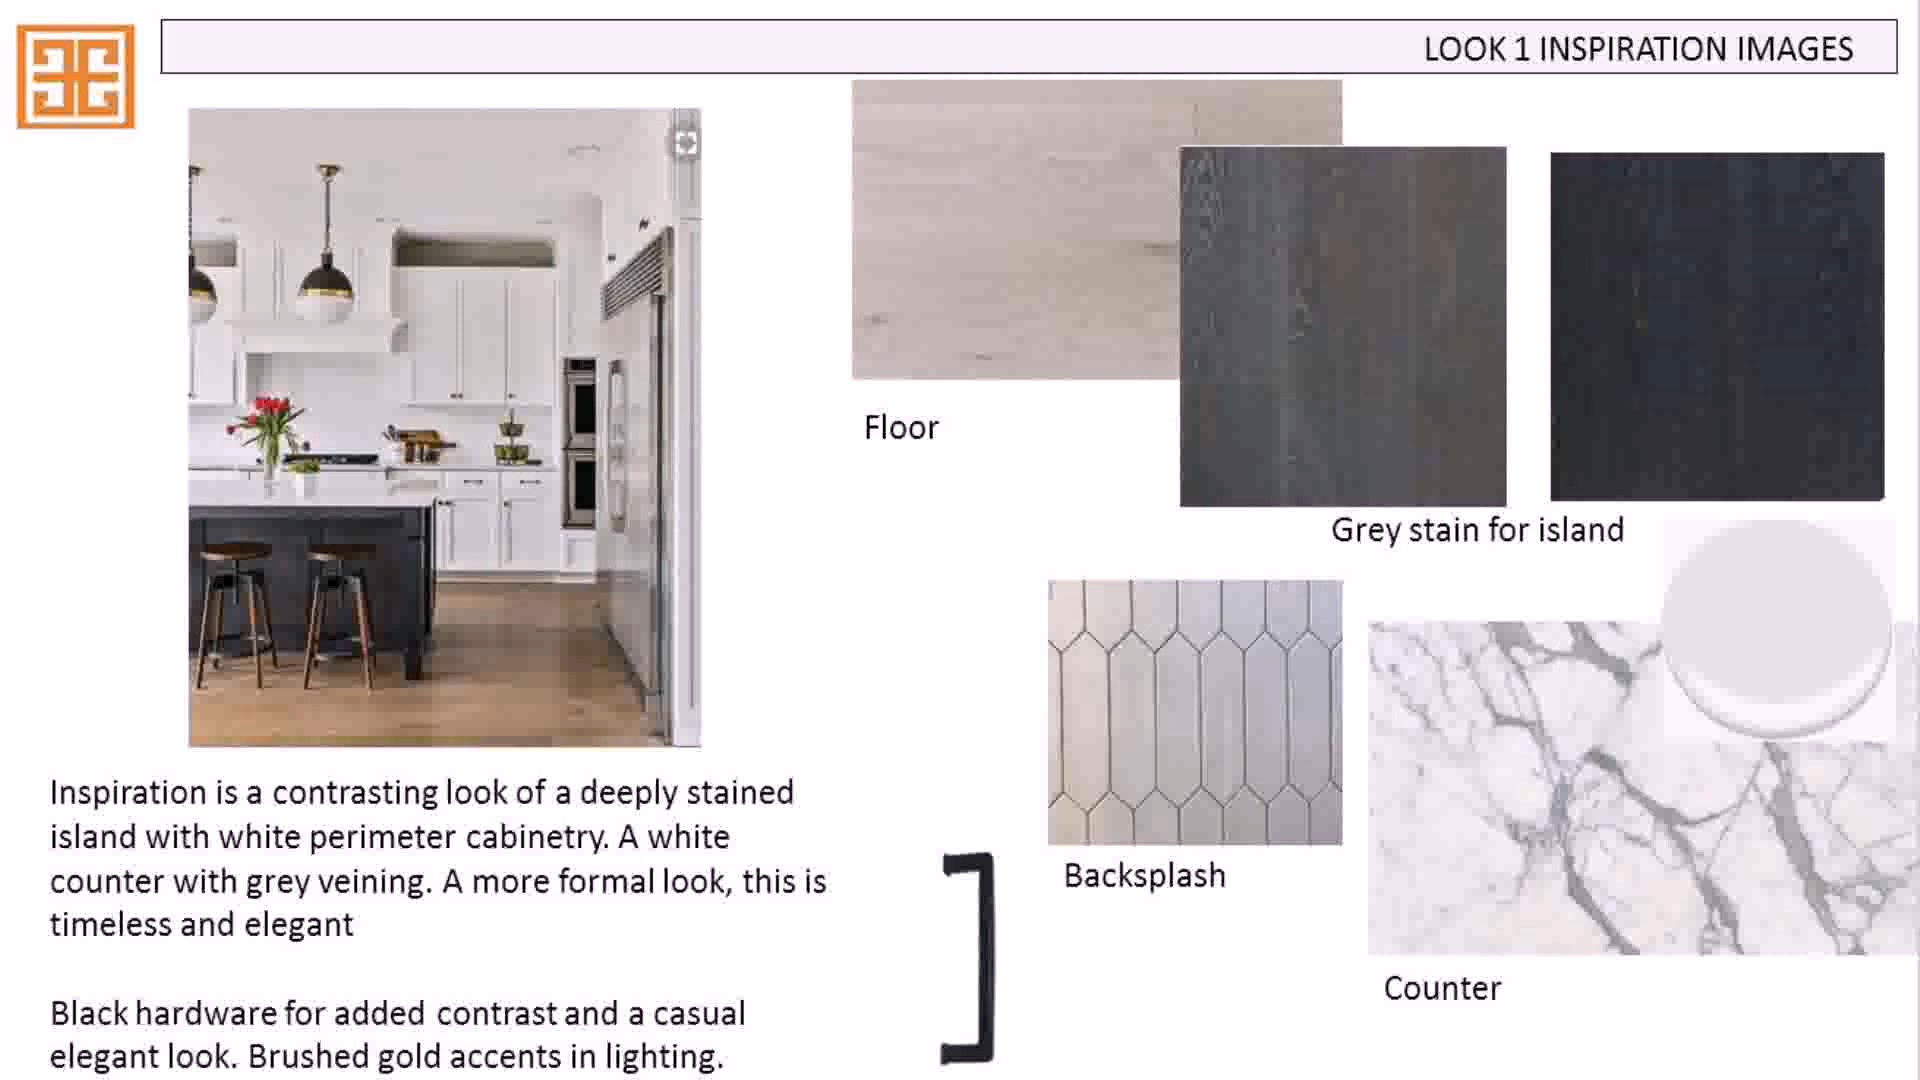 LOOK 1 INSPIRATION IMAGES
Floor
Grey stain for island
Backsplash
Counter
Inspiration is a contrasting look of a deeply stained
island with white perimeter cabinetry. A white
counter with grey veining. A more formal look, this is
timeless and elegant
Black hardware for added contrast and a casual
elegant look. Brushed gold accents in lighting.